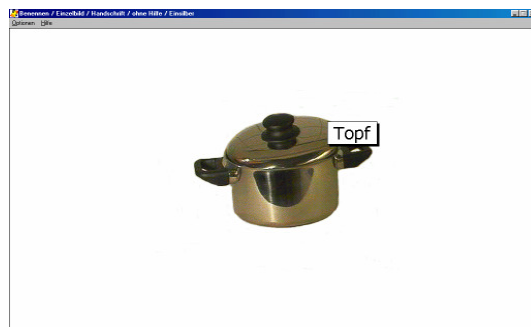 Benennen / Einzelbild / Handschrift / ohne Hilfe / Einsilber
Optionen Hilfe
Topf